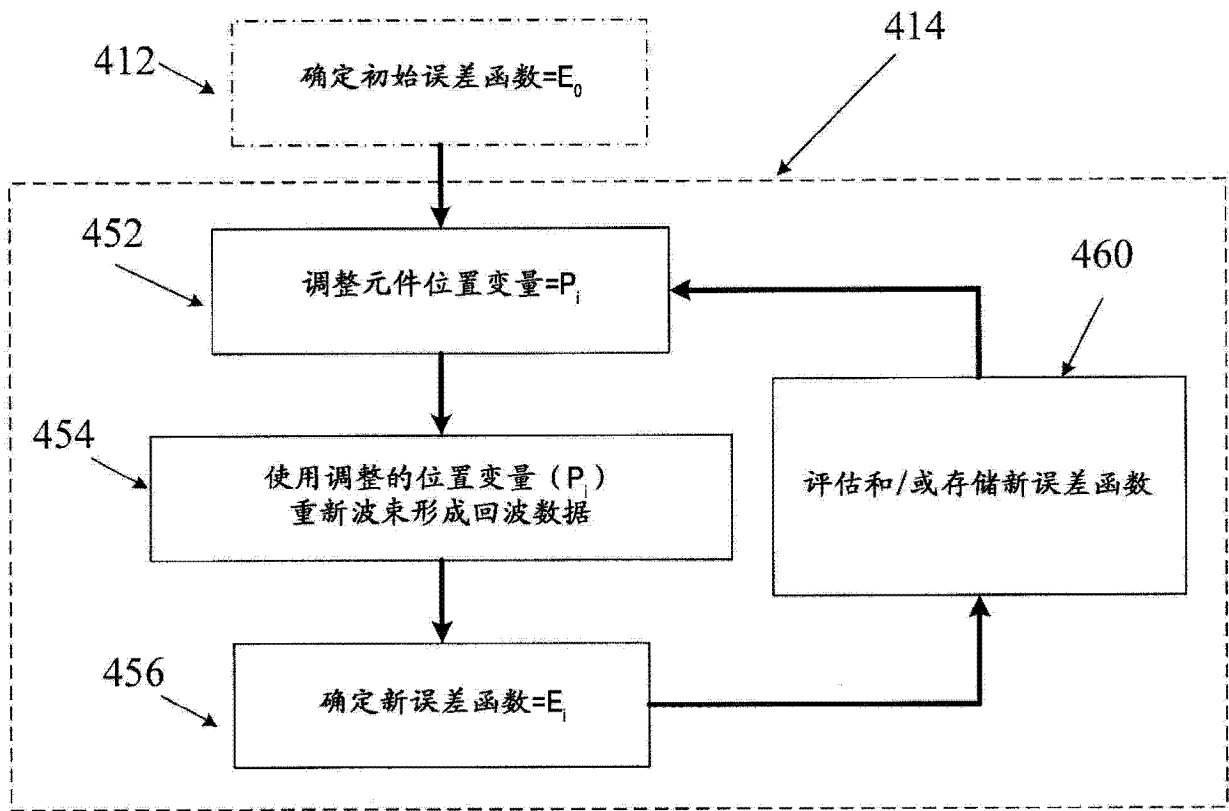 414
412
确定初始误差函数=E₀
452
调整元件位置变量=Pᵢ
460
454
使用调整的位置变量（Pᵢ）
重新波束形成回波数据
评估和/或存储新误差函数
456
确定新误差函数=Eᵢ